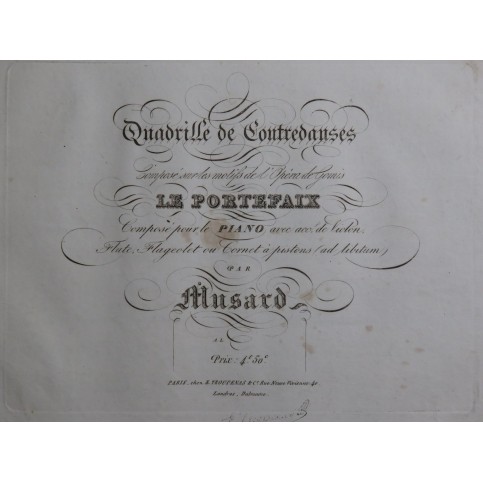 Quadrille de Contredanses
Composé sur les motifs de l'Opéra de Gomis
LE PORTEFAIX
Composé pour le PIANO avec acc.t de Violon,
Flûte, Flageolet ou Cornet à pistons (ad libitum)
PAR
Musard
Prix: 4f 50c
PARIS, chez E. TROUPENAS & Cie Rue Neuve Vivienne 40
Londres, Dalmaine.